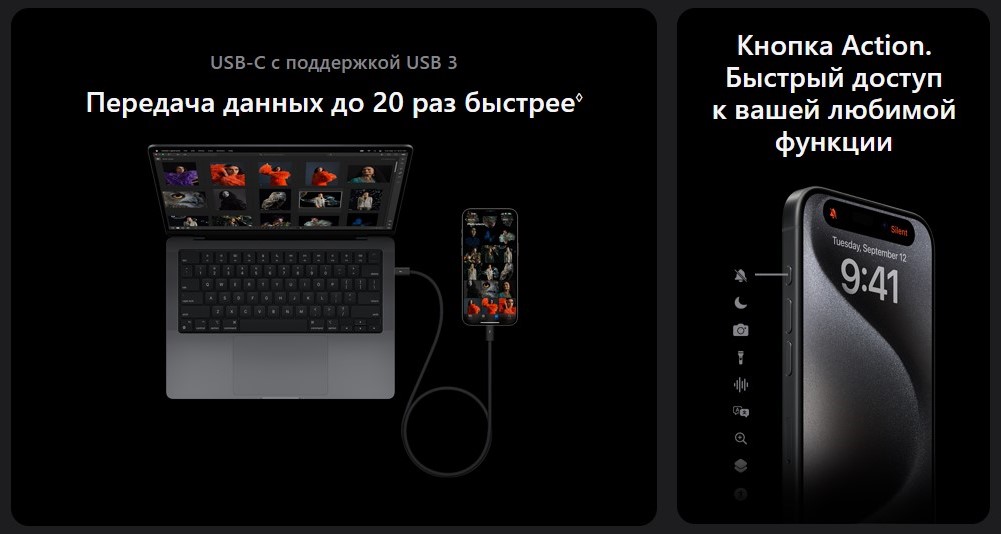 USB-C с поддержкой USB 3
Передача данных до 20 раз быстрее◊
Кнопка Action.
Быстрый доступ
к вашей любимой
функции
Silent
Tuesday, September 12
9:41